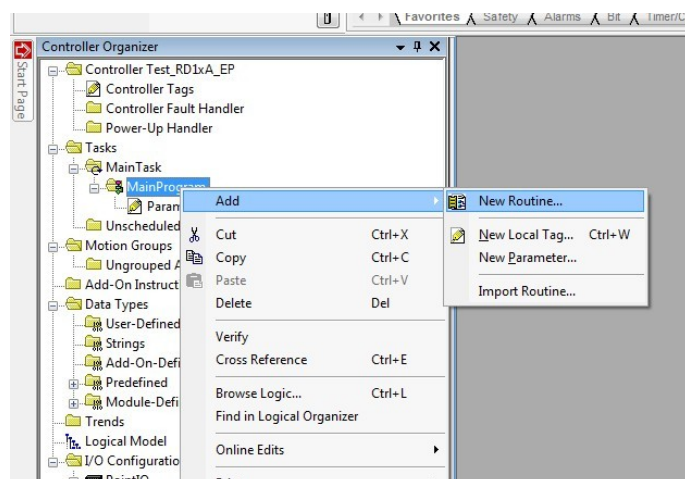 Favorites Safety Alarms Bit Timer/C
Start Page
Controller Organizer
Controller Test_RD1xA_EP
Controller Tags
Controller Fault Handler
Power-Up Handler
Tasks
MainTask
MainProgram
Param
Unscheduled
Motion Groups
Ungrouped A
Add-On Instruct
Data Types
User-Defined
Strings
Add-On-Defi
Predefined
Module-Defi
Trends
Logical Model
I/O Configuratio
Add
Cut Ctrl+X
Copy Ctrl+C
Paste Ctrl+V
Delete Del
Verify
Cross Reference Ctrl+E
Browse Logic... Ctrl+L
Find in Logical Organizer
Online Edits
New Routine...
New Local Tag... Ctrl+W
New Parameter...
Import Routine...